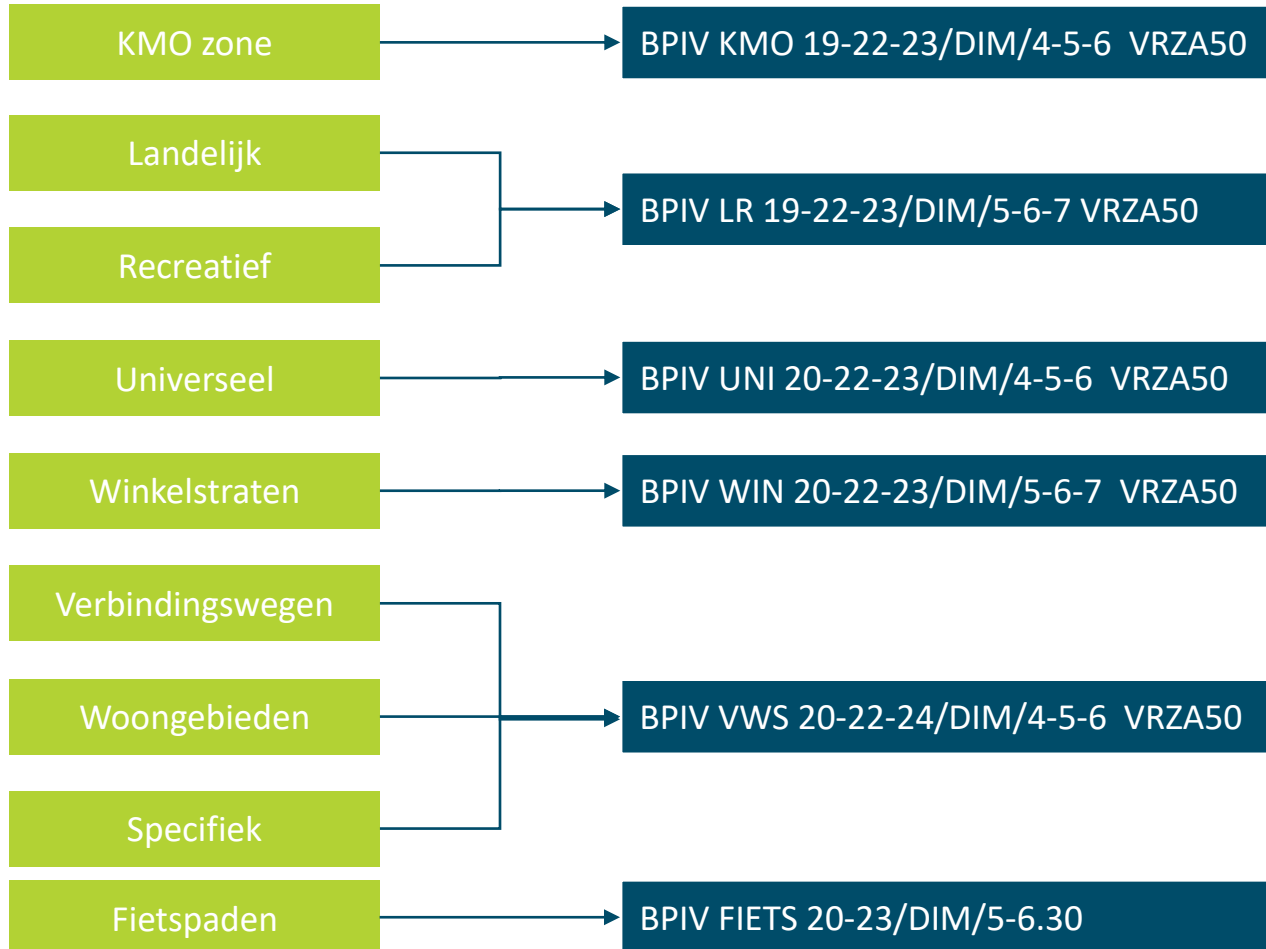 KMO zone
BPIV KMO 19-22-23/DIM/4-5-6 VRZA50
Landelijk
BPIV LR 19-22-23/DIM/5-6-7 VRZA50
Recreatief
Universeel
BPIV UNI 20-22-23/DIM/4-5-6 VRZA50
Winkelstraten
BPIV WIN 20-22-23/DIM/5-6-7 VRZA50
Verbindingswegen
Woongebieden
BPIV VWS 20-22-24/DIM/4-5-6 VRZA50
Specifiek
Fietspaden
BPIV FIETS 20-23/DIM/5-6.30